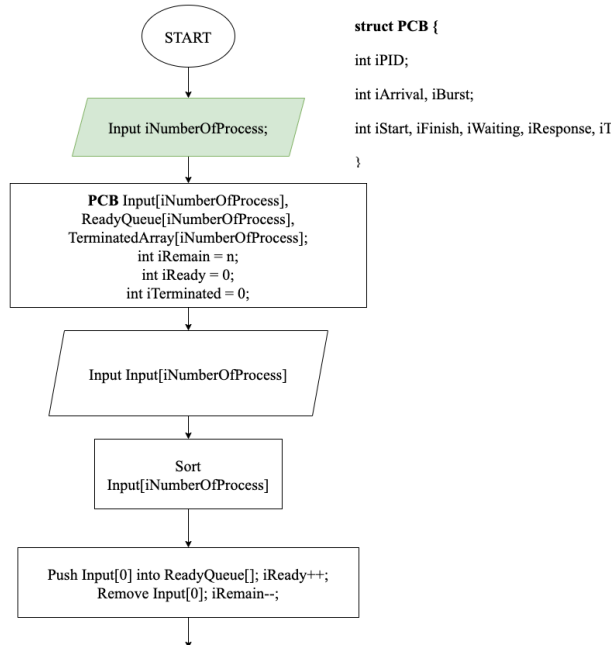 START
struct PCB {
int iPID;
int iArrival, iBurst;
int iStart, iFinish, iWaiting, iResponse,
}
Input iNumberOfProcess;
PCB Input[iNumberOfProcess],
ReadyQueue[iNumberOfProcess],
TerminatedArray[iNumberOfProcess];
int iRemain = n;
int iReady = 0;
int iTerminated = 0;
Input Input[iNumberOfProcess]
Sort
Input[iNumberOfProcess]
Push Input[0] into ReadyQueue[]; iReady++;
Remove Input[0]; iRemain--;